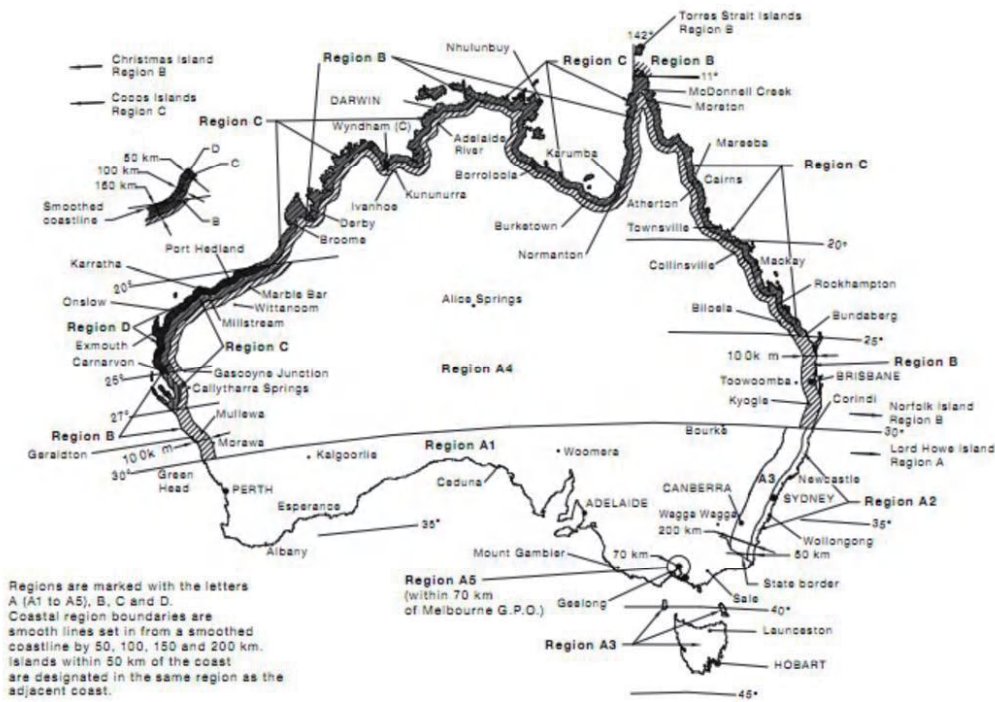 Torres Strait Islands
Region B
142°
Nhulunbuy
Region B
Region C
Region B
11°
Christmas Island
Region B
McDonnell Creek
Moreton
DARWIN
Cocos Islands
Region C
Region C
Wyndham (C)
Adelaide
River
Karumba
Mareeba
D
50 km
C
100 km
150 km
Region C
Borroloola
Cairns
Kununurra
Ivanhoe
Atherton
Smoothed
coastline
B
Derby
Burketown
Townsville
Broome
20°
Port Hedland
Normanton
Collinsville
Mackay
Karratha
20°
Rockhampton
Marble Bar
Wittanoom
Alice Springs
Onslow
Biloela
Millstream
Bundaberg
Region D
25°
Exmouth
Region C
100k m
Region B
Carnarvon
Gascoyne Junction
Region A4
25°
Toowoomba
BRISBANE
Callytharra Springs
Kyogle
Corindi
27°
Norfolk Island
Region B
Mullewa
Region B
Bourke
30°
Geraldton
100k m
Morawa
Region A1
Lord Howe Island
Region A
30°
Kalgoorlie
Woomera
Green
Head
Ceduna
A3
Newcastle
PERTH
CANBERRA
SYDNEY
Region A2
Esperance
ADELAIDE
Wagga Wagga
35°
35°
200 km
Wollongong
Albany
Mount Gambier
70 km
50 km
Region A5
(within 70 km
of Melbourne G.P.O.)
State border
Geelong
Sale
40°
Regions are marked with the letters
A (A1 to A5), B, C and D.
Coastal region boundaries are
smooth lines set in from a smoothed
coastline by 50, 100, 150 and 200 km.
Islands within 50 km of the coast
are designated in the same region as the
adjacent coast.
Launceston
Region A3
HOBART
45°